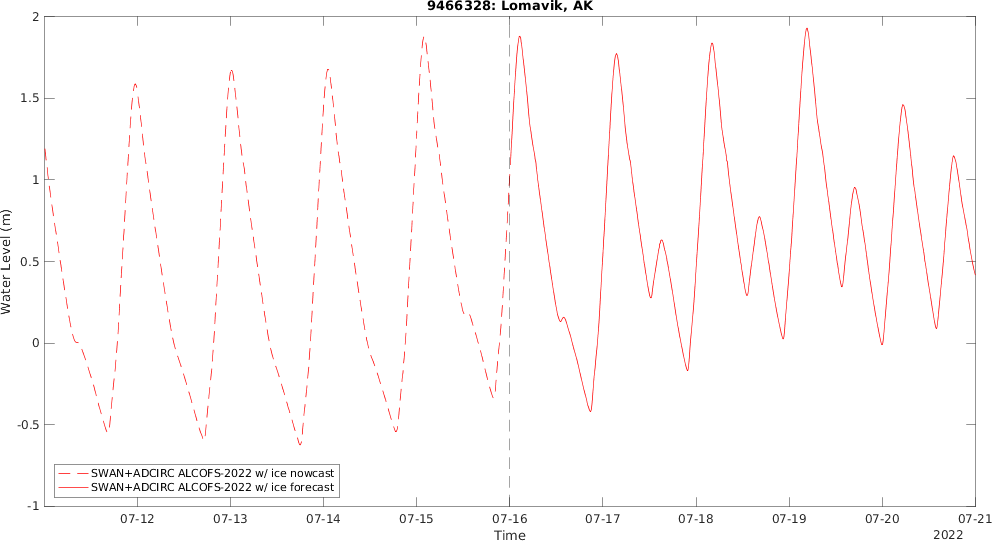 9466328: Lomavik, AK
2
1.5
1
0.5
0
-0.5
-1
Water Level (m)
SWAN+ADCIRC ALCOFS-2022 w/ ice nowcast
SWAN+ADCIRC ALCOFS-2022 w/ ice forecast
07-12 07-13 07-14 07-15 07-16 07-17 07-18 07-19 07-20 07-21
Time
2022